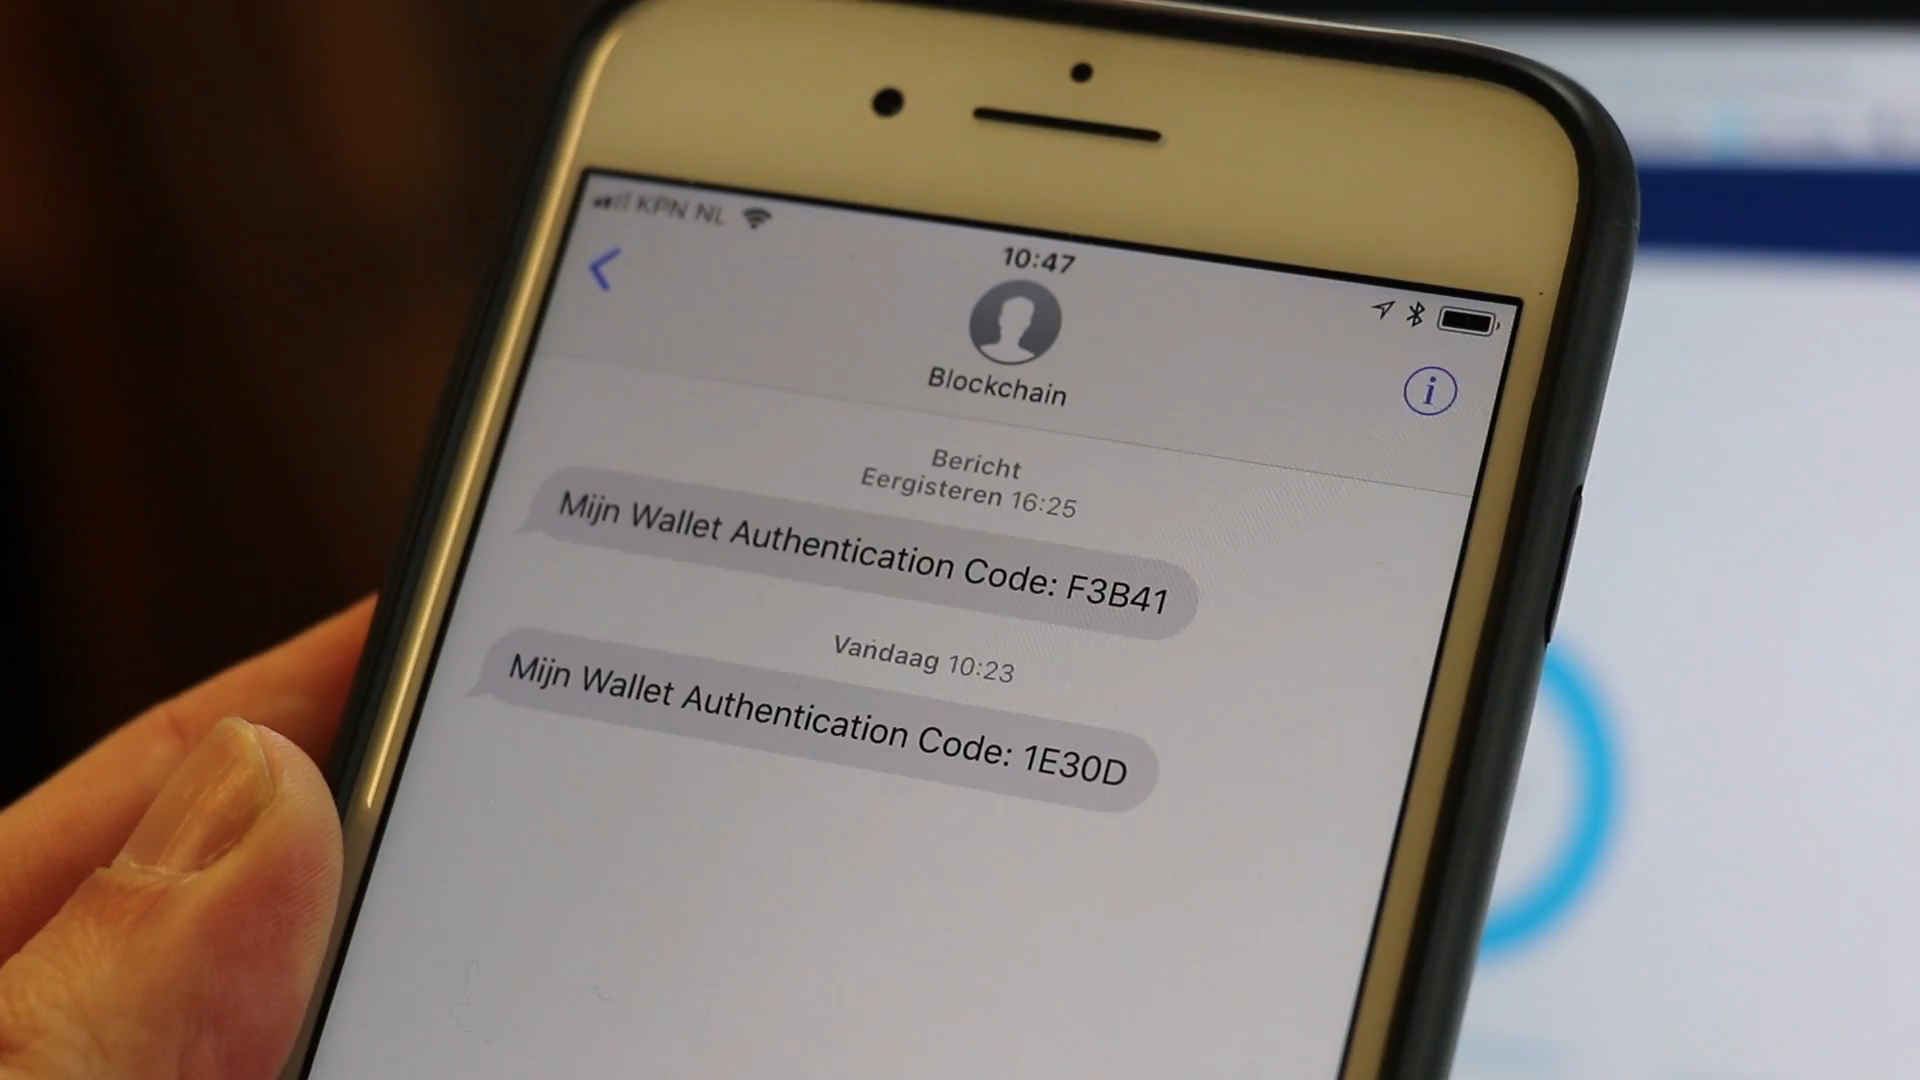 KPN NL
10:47
Blockchain
Bericht
Eergisteren 16:25
Mijn Wallet Authentication Code: F3B41
Vandaag 10:23
Mijn Wallet Authentication Code: 1E30D